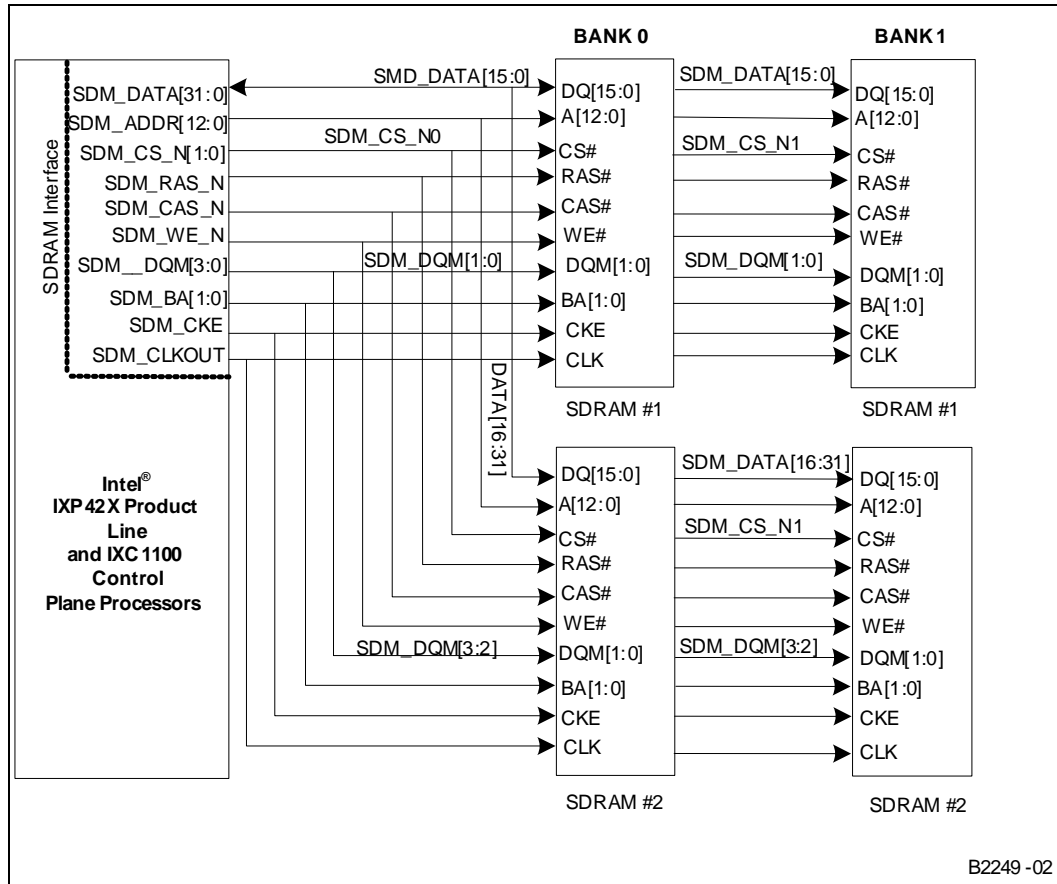 BANK 0
BANK 1
SDRAM Interface
SDM_DATA[31:0]
SDM_ADDR[12:0]
SDM_CS_N[1:0]
SDM_RAS_N
SDM_CAS_N
SDM_WE_N
SDM__DQM[3:0]
SDM_BA[1:0]
SDM_CKE
SDM_CLKOUT
Intel®
IXP42X Product
Line
and IXC1100
Control
Plane Processors
SMD_DATA[15:0]
SDM_CS_N0
SDM_DQM[1:0]
DATA[16:31]
SDM_DQM[3:2]
DQ[15:0]
A[12:0]
CS#
RAS#
CAS#
WE#
DQM[1:0]
BA[1:0]
CKE
CLK
SDRAM #1
SDM_DATA[15:0]
SDM_CS_N1
SDM_DQM[1:0]
DQ[15:0]
A[12:0]
CS#
RAS#
CAS#
WE#
DQM[1:0]
BA[1:0]
CKE
CLK
SDRAM #1
DQ[15:0]
A[12:0]
CS#
RAS#
CAS#
WE#
DQM[1:0]
BA[1:0]
CKE
CLK
SDRAM #2
SDM_DATA[16:31]
SDM_CS_N1
SDM_DQM[3:2]
DQ[15:0]
A[12:0]
CS#
RAS#
CAS#
WE#
DQM[1:0]
BA[1:0]
CKE
CLK
SDRAM #2
B2249-02